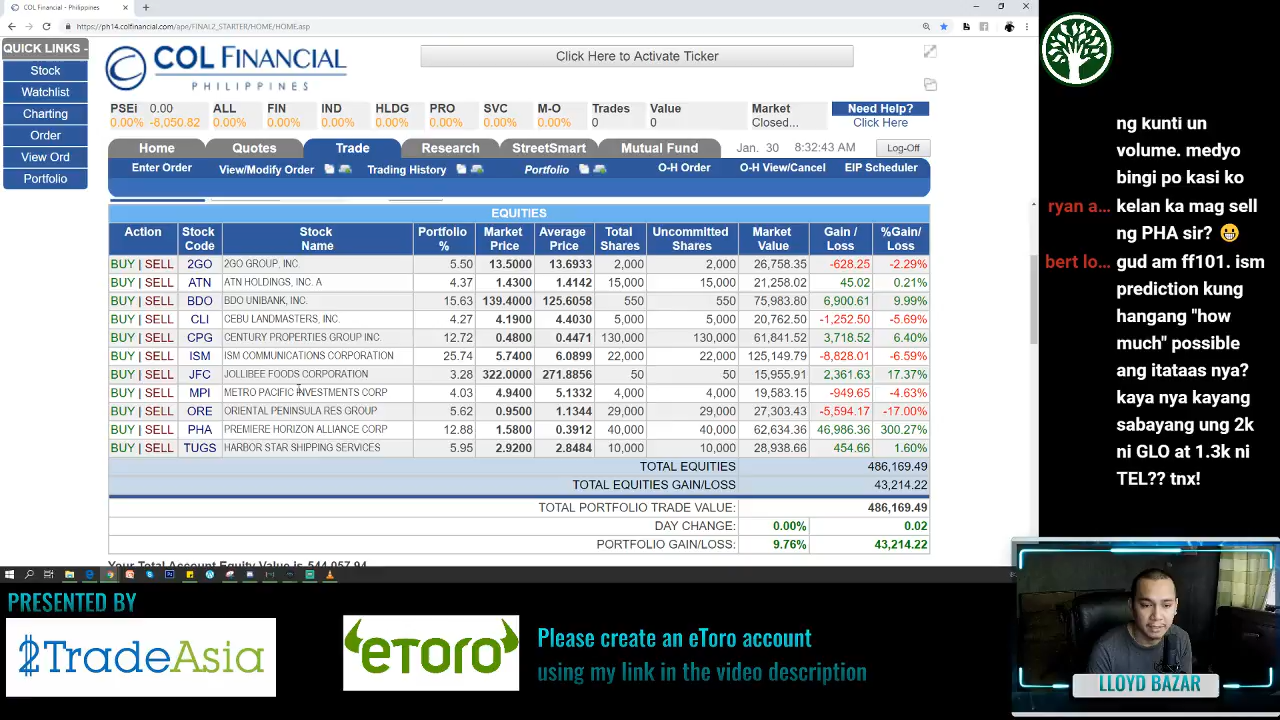 COL Financial - Philippines
https://ph14.colfinancial.com/ape/FINAL2_STARTER/HOME/HOME.asp
QUICK LINKS -
Stock
Watchlist
Charting
Order
View Ord
Portfolio
COL FINANCIAL
PHILIPPINES
Click Here to Activate Ticker
PSEi 0.00 ALL FIN IND HLDG PRO SVC M-O Trades Value Market Need Help?
0.00% -8,050.82 0.00% 0.00% 0.00% 0.00% 0.00% 0.00% 0.00% 0 0 Closed... Click Here
Home Quotes Trade Research StreetSmart Mutual Fund Jan. 30 8:32:43 AM Log-Off
Enter Order View/Modify Order Trading History Portfolio O-H Order O-H View/Cancel EIP Scheduler
EQUITIES
Action Stock Code Stock Name Portfolio % Market Price Average Price Total Shares Uncommitted Shares Market Value Gain / Loss %Gain/ Loss
BUY | SELL 2GO 2GO GROUP, INC. 5.50 13.5000 13.6933 2,000 2,000 26,758.35 -628.25 -2.29%
BUY | SELL ATN ATN HOLDINGS, INC. A 4.37 1.4300 1.4142 15,000 15,000 21,258.02 45.02 0.21%
BUY | SELL BDO BDO UNIBANK, INC. 15.63 139.4000 125.6058 550 550 75,983.80 6,900.61 9.99%
BUY | SELL CLI CEBU LANDMASTERS, INC. 4.27 4.1900 4.4030 5,000 5,000 20,762.50 -1,252.50 -5.69%
BUY | SELL CPG CENTURY PROPERTIES GROUP INC. 12.72 0.4800 0.4471 130,000 130,000 61,841.52 3,718.52 6.40%
BUY | SELL ISM ISM COMMUNICATIONS CORPORATION 25.74 5.7400 6.0899 22,000 22,000 125,149.79 -8,828.01 -6.59%
BUY | SELL JFC JOLLIBEE FOODS CORPORATION 3.28 322.0000 271.8856 50 50 15,955.91 2,361.63 17.37%
BUY | SELL MPI METRO PACIFIC INVESTMENTS CORP 4.03 4.9400 5.1332 4,000 4,000 19,583.15 -949.65 -4.63%
BUY | SELL ORE ORIENTAL PENINSULA RES GROUP 5.62 0.9500 1.1344 29,000 29,000 27,303.43 -5,594.17 -17.00%
BUY | SELL PHA PREMIERE HORIZON ALLIANCE CORP 12.88 1.5800 0.3912 40,000 40,000 62,634.36 46,986.36 300.27%
BUY | SELL TUGS HARBOR STAR SHIPPING SERVICES 5.95 2.9200 2.8484 10,000 10,000 28,938.66 454.66 1.60%
TOTAL EQUITIES 486,169.49
TOTAL EQUITIES GAIN/LOSS 43,214.22
TOTAL PORTFOLIO TRADE VALUE: 486,169.49
DAY CHANGE: 0.00% 0.02
PORTFOLIO GAIN/LOSS: 9.76% 43,214.22
Your Total Account Equity Value is 544,057.94
ng kunti un
volume. medyo
bingi po kasi ko
ryan a... kelan ka mag sell
ng PHA sir? 😀
bert lo... gud am ff101. ism
prediction kung
hangang "how
much" possible
ang itataas nya?
kaya nya kayang
sabayang ung 2k
ni GLO at 1.3k ni
TEL?? tnx!
PRESENTED BY
2TradeAsia
eToro
Please create an eToro account
using my link in the video description
LLOYD BAZAR